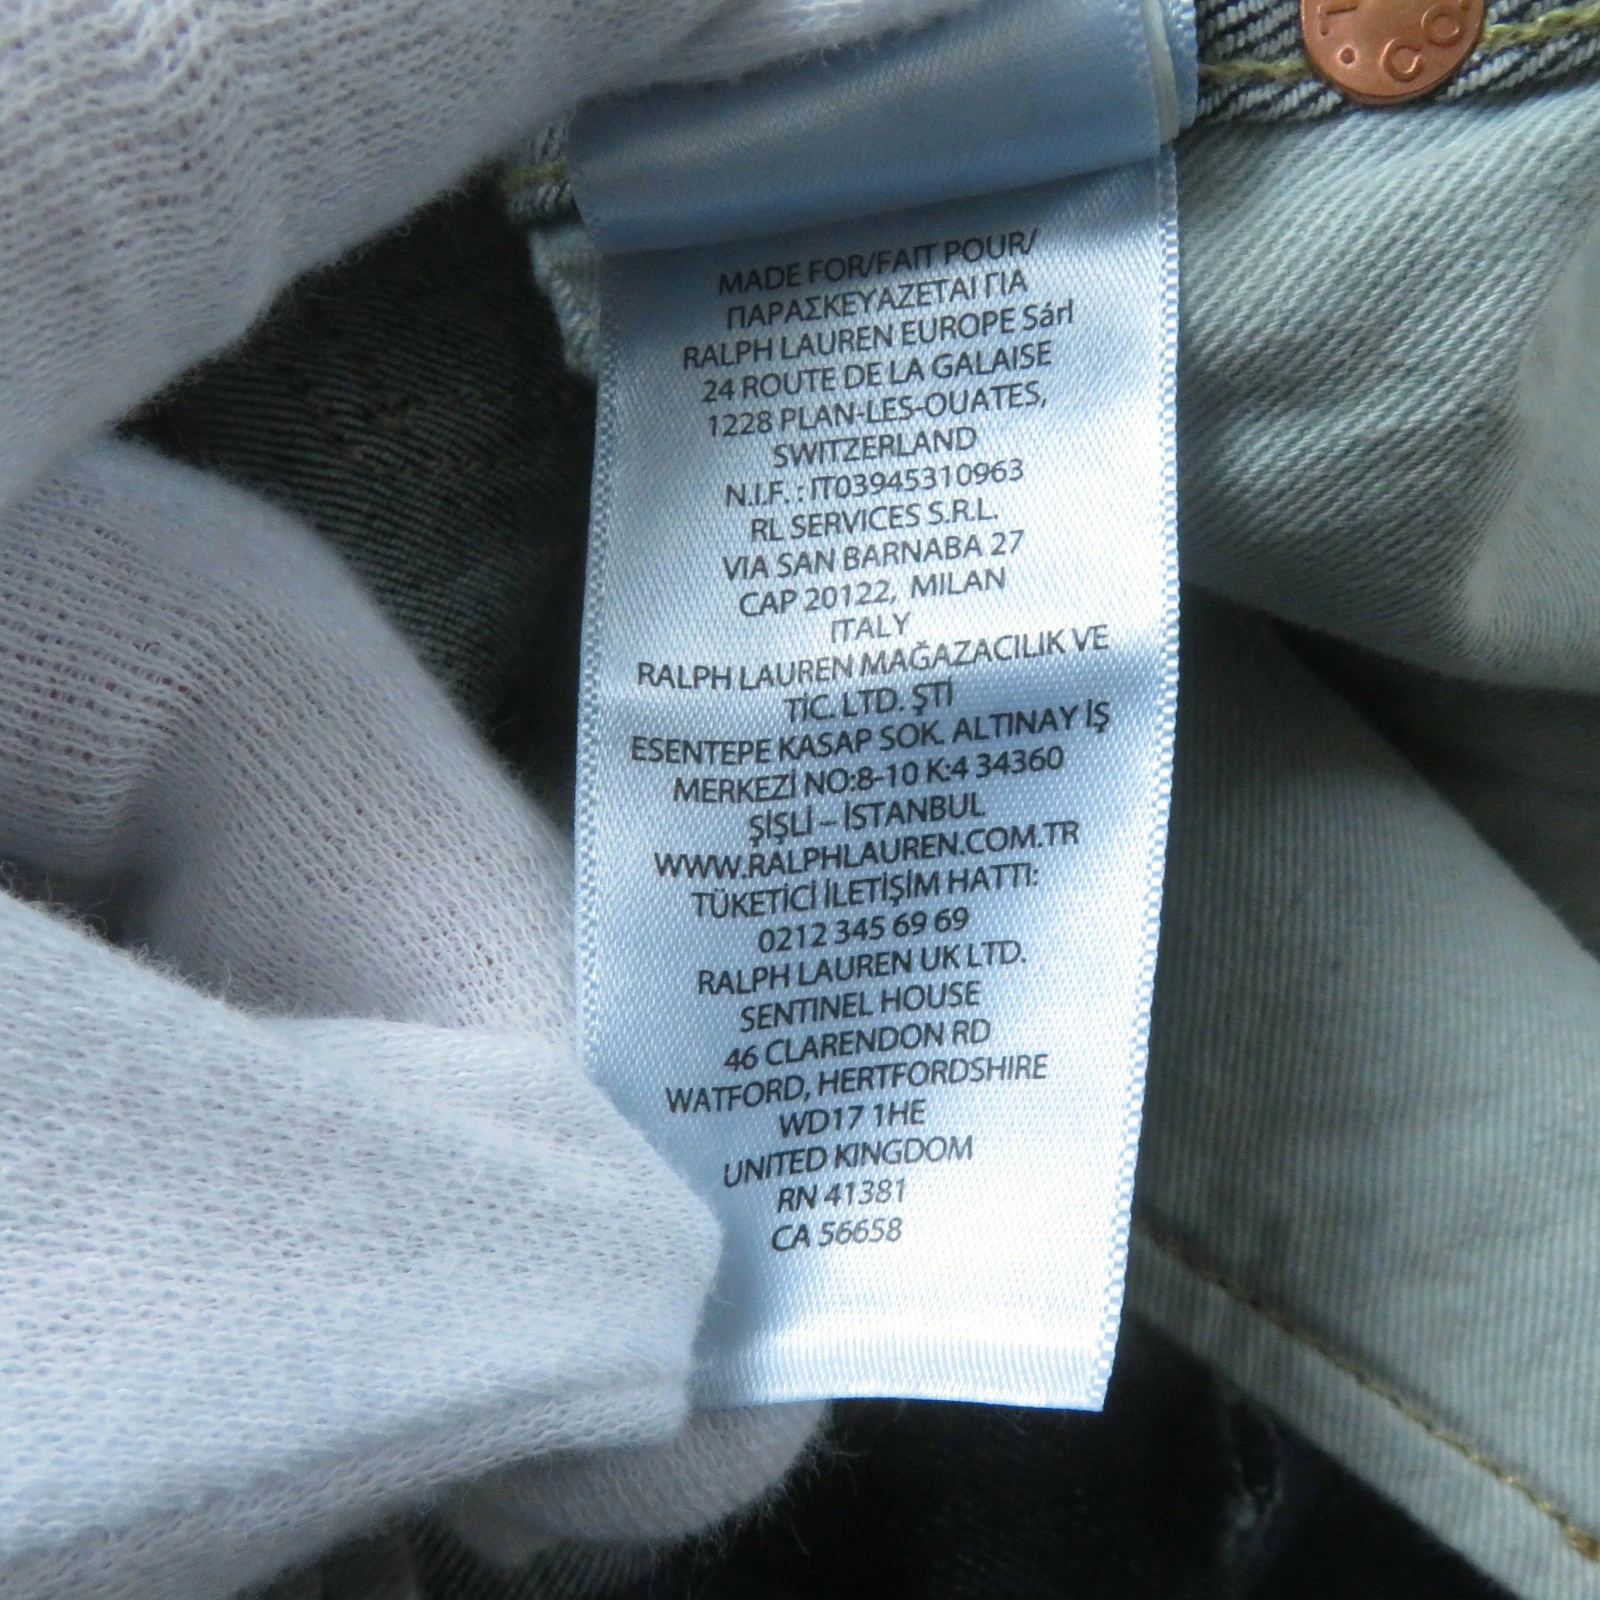 MADE FOR/FAIT POUR/
ΠΑΡΑΣΚΕΥΑΖΕΤΑΙ ΓΙΑ
RALPH LAUREN EUROPE Sárl
24 ROUTE DE LA GALAISE
1228 PLAN-LES-OUATES,
SWITZERLAND
N.I.F. : IT03945310963
RL SERVICES S.R.L.
VIA SAN BARNABA 27
CAP 20122, MILAN
ITALY
RALPH LAUREN MAĞAZACILIK VE
TİC. LTD. ŞTİ
ESENTEPE KASAP SOK. ALTINAY İŞ
MERKEZİ NO:8-10 K:4 34360
ŞİŞLİ – İSTANBUL
WWW.RALPHLAUREN.COM.TR
TÜKETİCİ İLETİŞİM HATTI:
0212 345 69 69
RALPH LAUREN UK LTD.
SENTINEL HOUSE
46 CLARENDON RD
WATFORD, HERTFORDSHIRE
WD17 1HE
UNITED KINGDOM
RN 41381
CA 56658